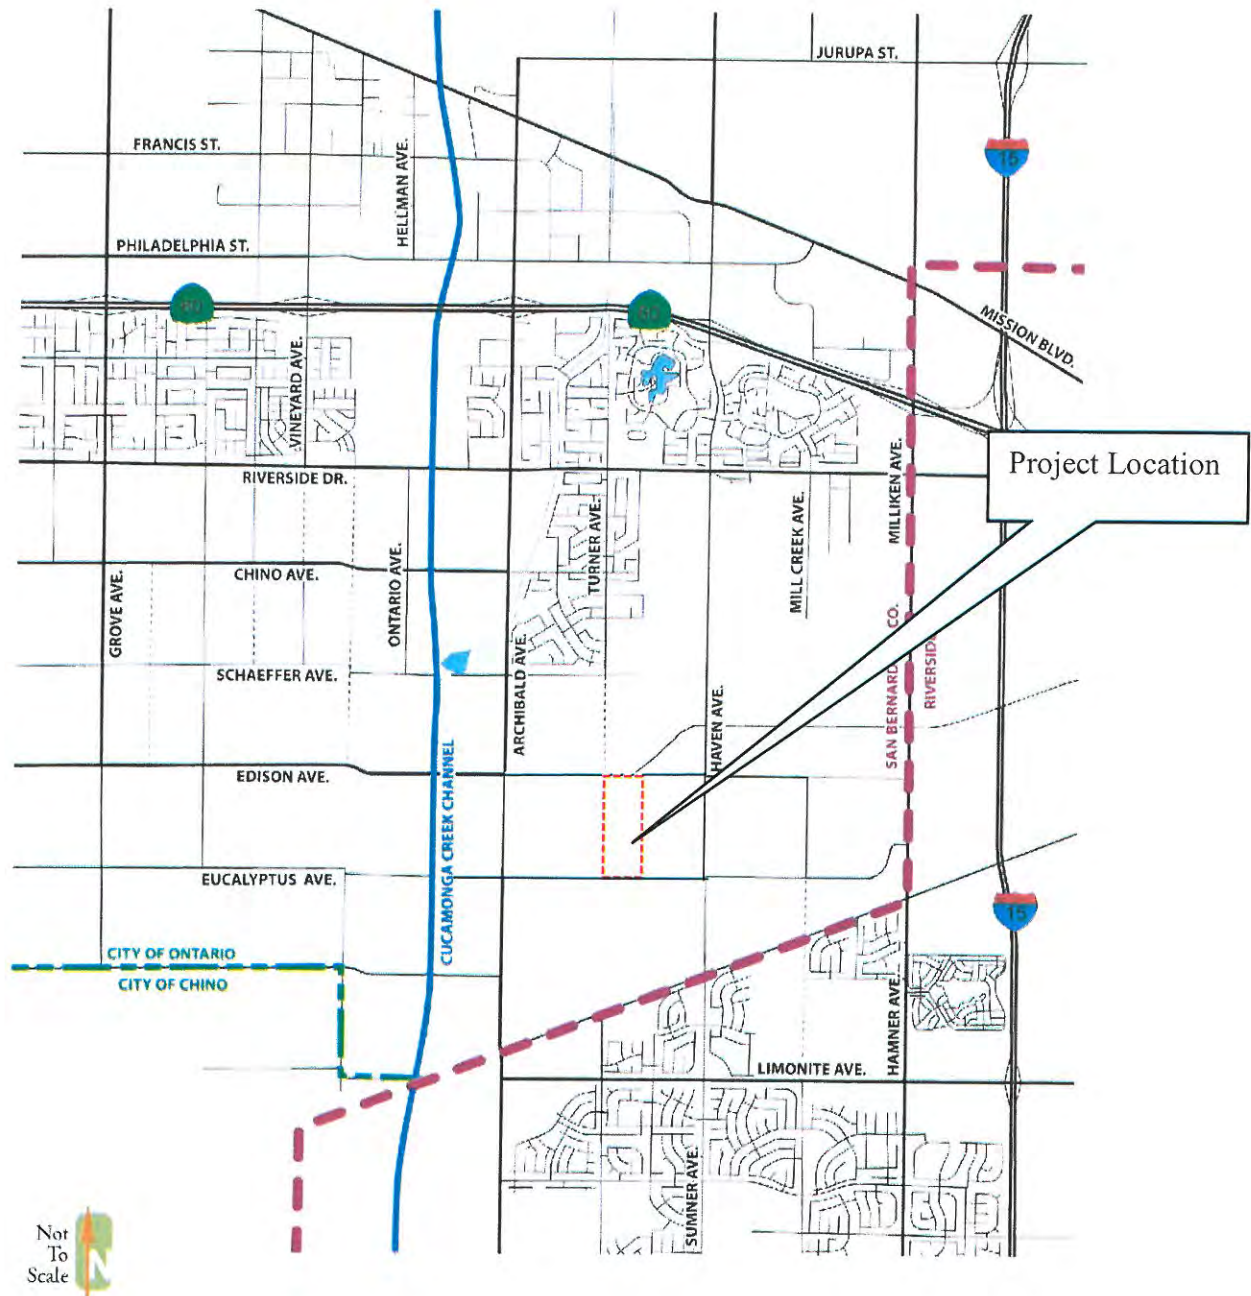 JURUPA ST.
FRANCIS ST.
HELLMAN AVE.
15
PHILADELPHIA ST.
60
60
MISSION BLVD.
VINEYARD AVE.
Project Location
RIVERSIDE DR.
TURNER AVE.
MILL CREEK AVE.
MILLIKEN AVE.
CHINO AVE.
GROVE AVE.
ONTARIO AVE.
SCHAEFFER AVE.
ARCHIBALD AVE.
HAVEN AVE.
SAN BERNARD CO.
RIVERSID
EDISON AVE.
CUCAMONGA CREEK CHANNEL
EUCALYPTUS AVE.
15
CITY OF ONTARIO
CITY OF CHINO
HAMNER AVE.
LIMONITE AVE.
SUMNER AVE.
Not
To
Scale
N